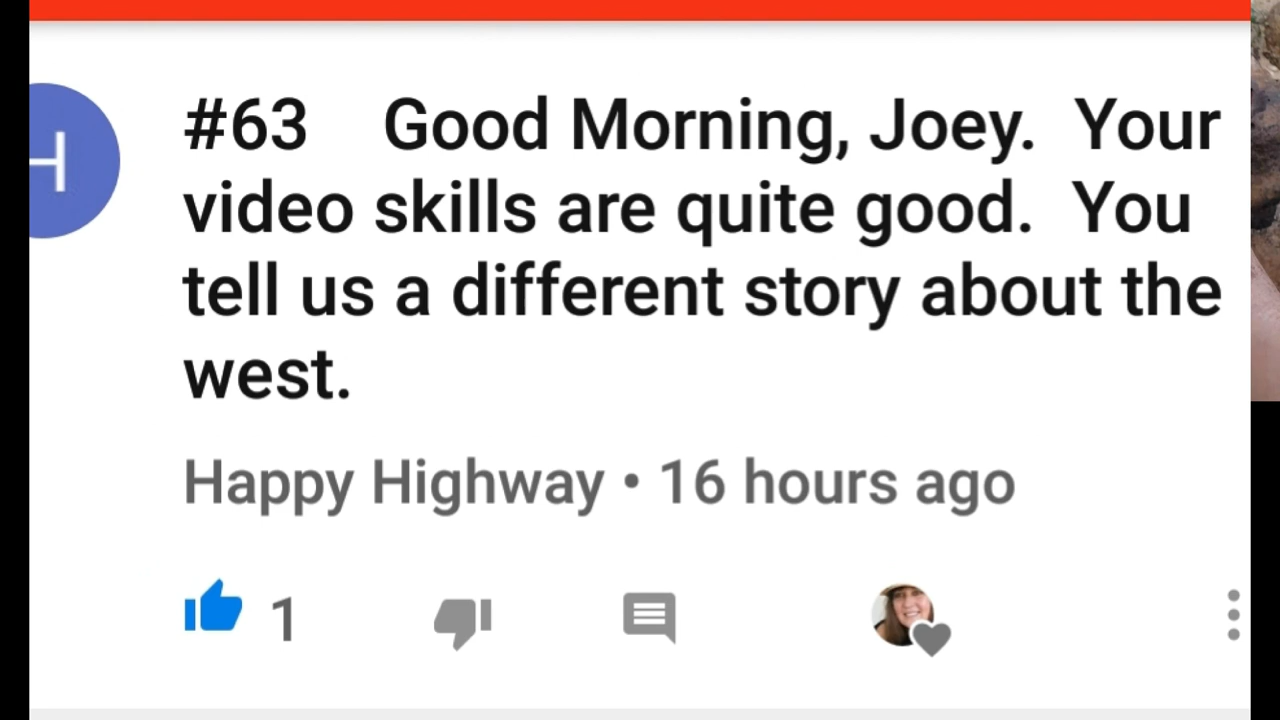 H
#63 Good Morning, Joey. Your
video skills are quite good. You
tell us a different story about the
west.
Happy Highway • 16 hours ago
1